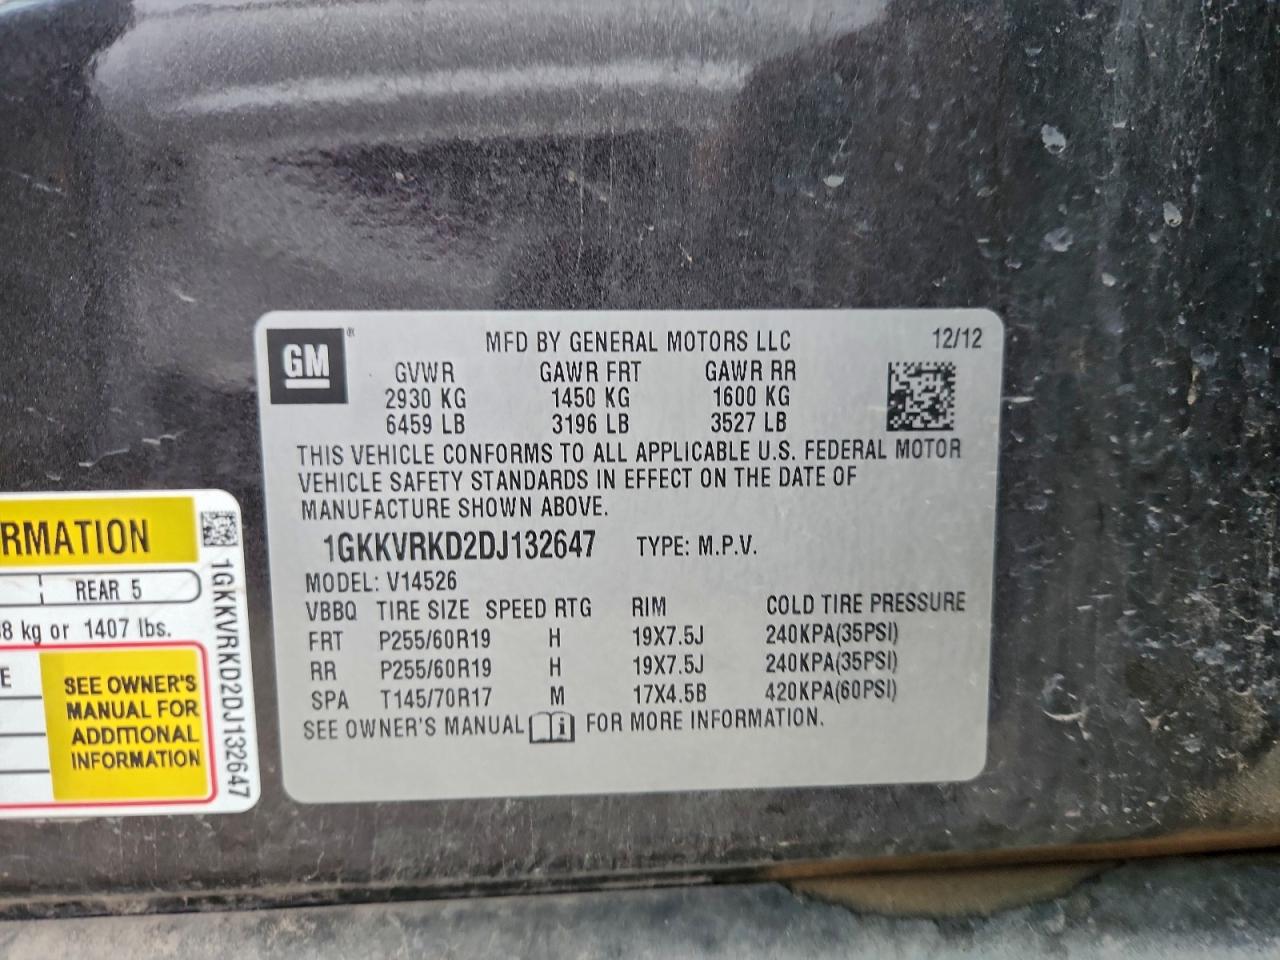 GM ®
MFD BY GENERAL MOTORS LLC 12/12
GVWR GAWR FRT GAWR RR
2930 KG 1450 KG 1600 KG
6459 LB 3196 LB 3527 LB
THIS VEHICLE CONFORMS TO ALL APPLICABLE U.S. FEDERAL MOTOR
VEHICLE SAFETY STANDARDS IN EFFECT ON THE DATE OF
MANUFACTURE SHOWN ABOVE.
1GKKVRKD2DJ132647 TYPE: M.P.V.
MODEL: V14526
VBBQ TIRE SIZE SPEED RTG RIM COLD TIRE PRESSURE
FRT P255/60R19 H 19X7.5J 240KPA(35PSI)
RR P255/60R19 H 19X7.5J 240KPA(35PSI)
SPA T145/70R17 M 17X4.5B 420KPA(60PSI)
SEE OWNER'S MANUAL FOR MORE INFORMATION.
RMATION
REAR 5
8 kg or 1407 lbs.
E
SEE OWNER'S
MANUAL FOR
ADDITIONAL
INFORMATION
1GKKVRKD2DJ132647